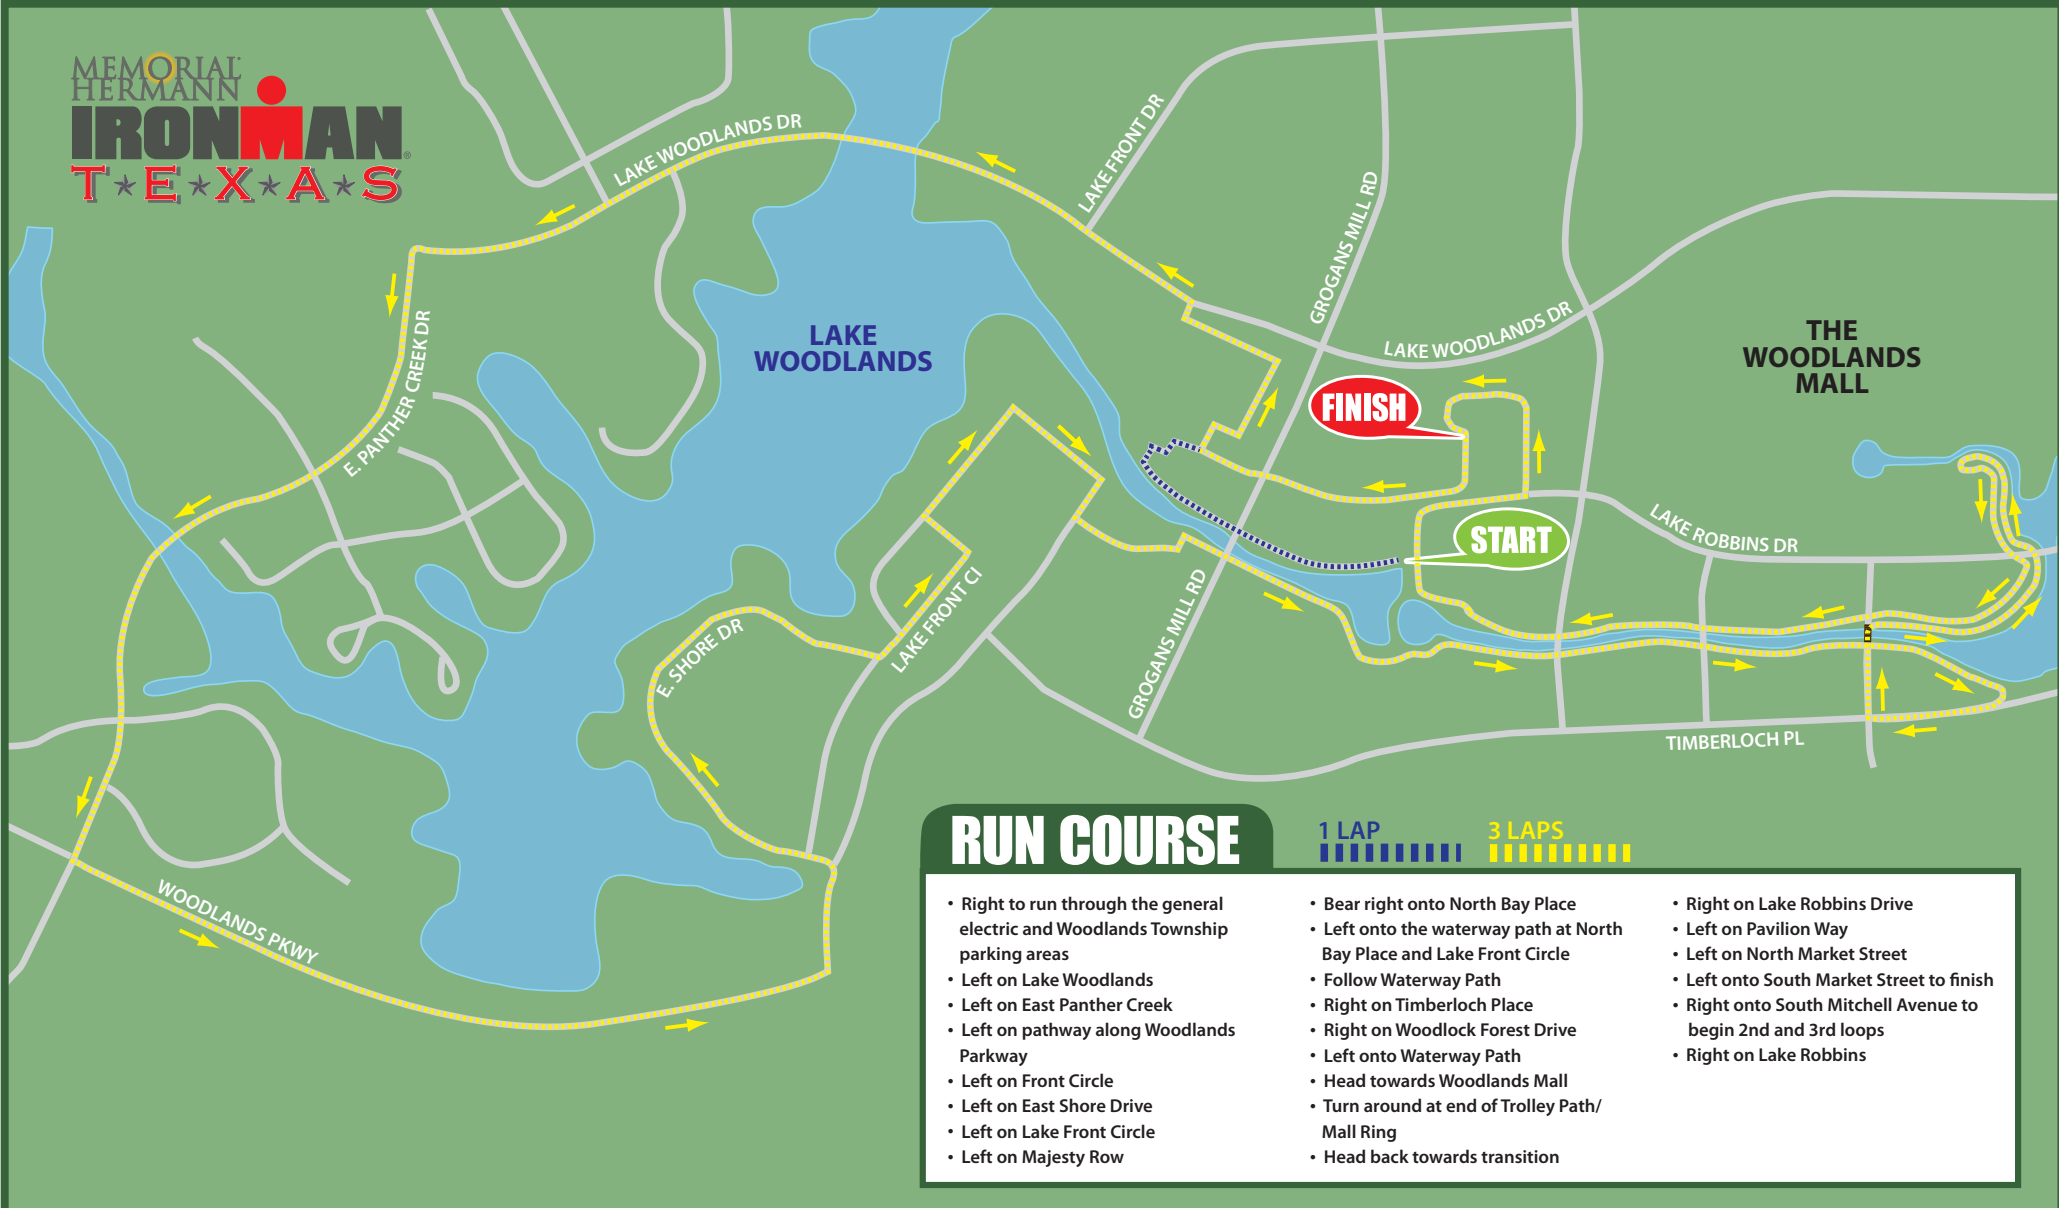 MEMORIAL
HERMANN
IRONMAN
T★E★X★A★S
LAKE WOODLANDS DR
LAKE FRONT DR
GROGANS MILL RD
LAKE WOODLANDS DR
THE
WOODLANDS
MALL
LAKE
WOODLANDS
E. PANTHER CREEK DR
FINISH
START
LAKE ROBBINS DR
LAKE FRONT CI
E. SHORE DR
GROGANS MILL RD
TIMBERLOCH PL
WOODLANDS PKWY
RUN COURSE
1 LAP
3 LAPS
• Right to run through the general
electric and Woodlands Township
parking areas
• Left on Lake Woodlands
• Left on East Panther Creek
• Left on pathway along Woodlands
Parkway
• Left on Front Circle
• Left on East Shore Drive
• Left on Lake Front Circle
• Left on Majesty Row
• Bear right onto North Bay Place
• Left onto the waterway path at North
Bay Place and Lake Front Circle
• Follow Waterway Path
• Right on Timberloch Place
• Right on Woodlock Forest Drive
• Left onto Waterway Path
• Head towards Woodlands Mall
• Turn around at end of Trolley Path/
Mall Ring
• Head back towards transition
• Right on Lake Robbins Drive
• Left on Pavilion Way
• Left on North Market Street
• Left onto South Market Street to finish
• Right onto South Mitchell Avenue to
begin 2nd and 3rd loops
• Right on Lake Robbins